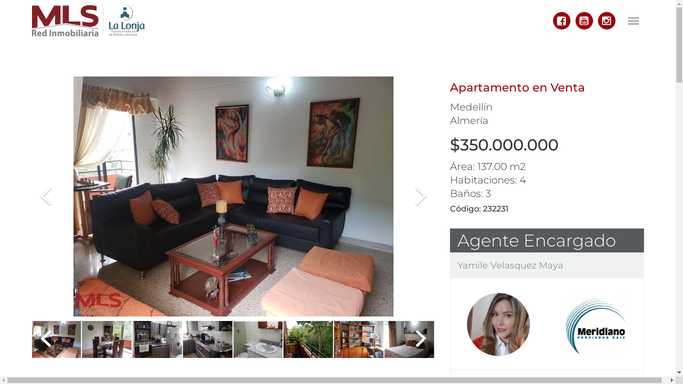 MLS
Red Inmobiliaria
La Lonja
Apartamento en Venta
Medellín
Almería
$350.000.000
Área: 137.00 m2
Habitaciones: 4
Baños: 3
Código: 232231
Agente Encargado
Yamile Velasquez Maya
MLS
Meridiano